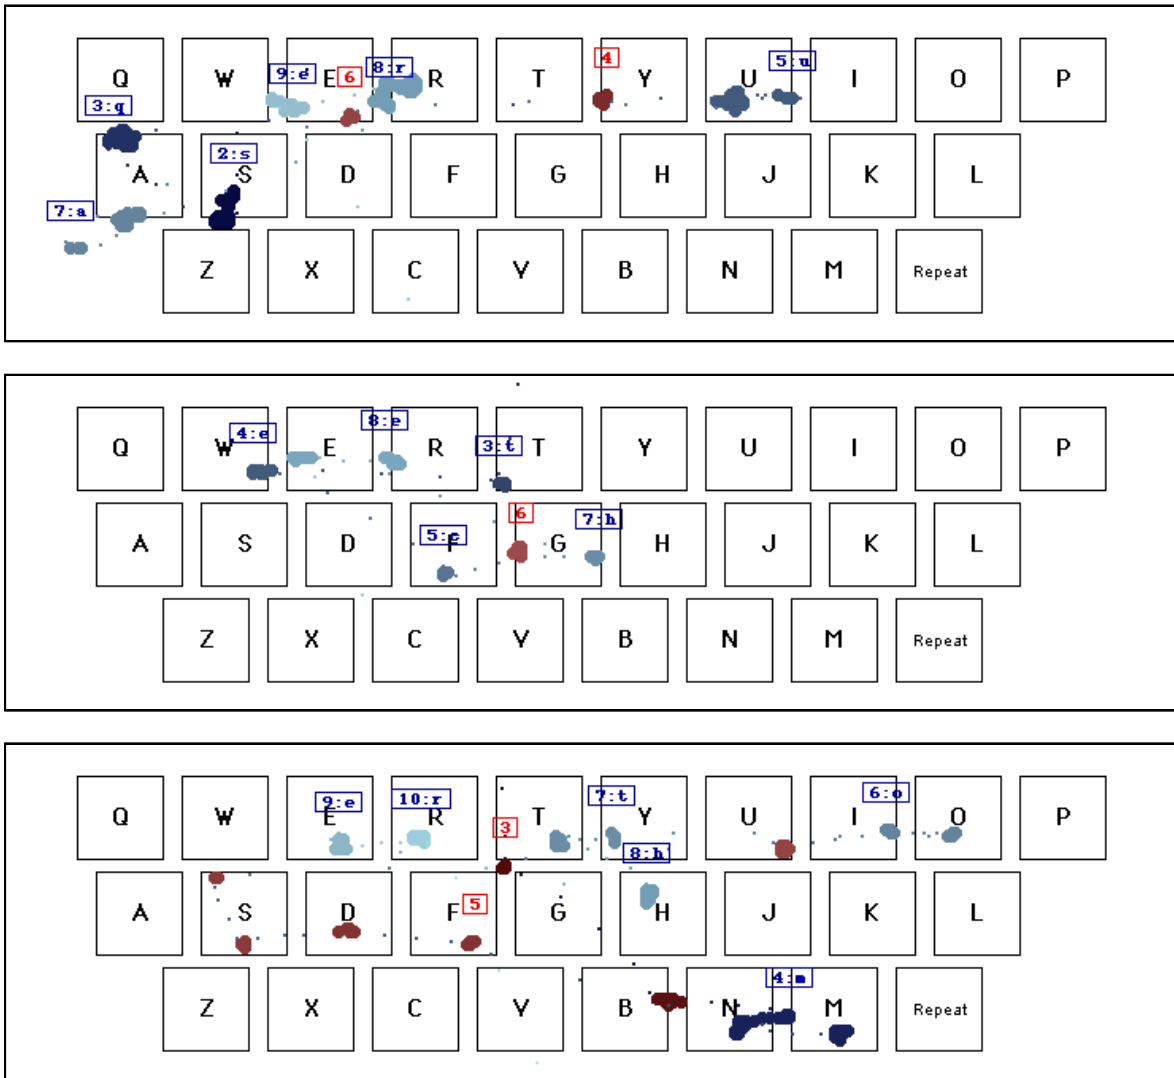 Q W E R T Y U I O P
3:q 9:e 6 8:r 4 5:u
A S D F G H J K L
7:a 2:s
Z X C V B N M Repeat
Q W E R T Y U I O P
4:e 8:e 3:t
A S D F G H J K L
5:c 6 7:h
Z X C V B N M Repeat
Q W E R T Y U I O P
9:e 10:r 3 7:t 8:h 6:o
A S D F G H J K L
5
Z X C V B N M Repeat
4:m